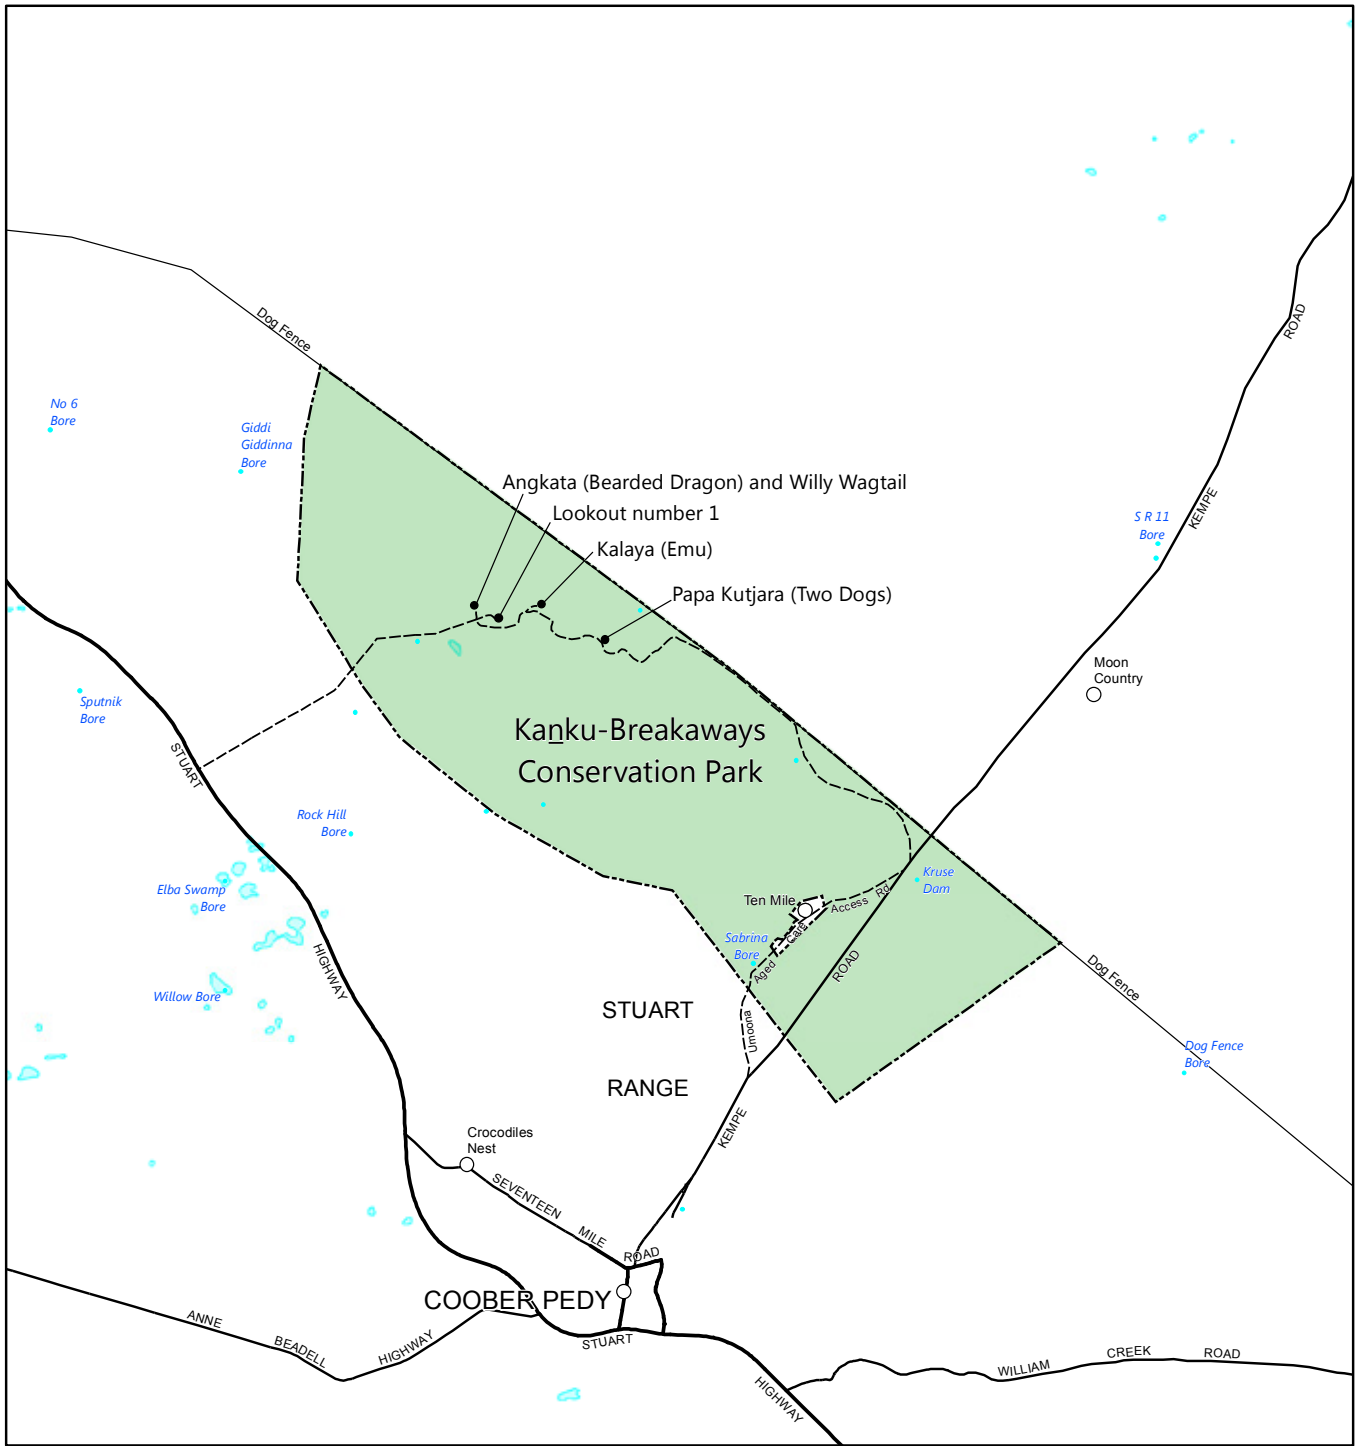 Dog Fence
ROAD
No 6
Bore
Giddi
Giddinna
Bore
Angkata (Bearded Dragon) and Willy Wagtail
Lookout number 1
Kalaya (Emu)
Papa Kutjara (Two Dogs)
S R 11
Bore
KEMPE
Moon
Country
Sputnik
Bore
STUART
Kaṉku-Breakaways
Conservation Park
Rock Hill
Bore
Elba Swamp
Bore
Kruse
Dam
Ten Mile
Umoona Aged Care Access Rd
Sabrina
Bore
ROAD
HIGHWAY
Willow Bore
Dog Fence
STUART
RANGE
Dog Fence
Bore
KEMPE
Crocodiles
Nest
SEVENTEEN MILE ROAD
COOBER PEDY
ANNE BEADELL HIGHWAY
STUART
HIGHWAY
WILLIAM CREEK ROAD